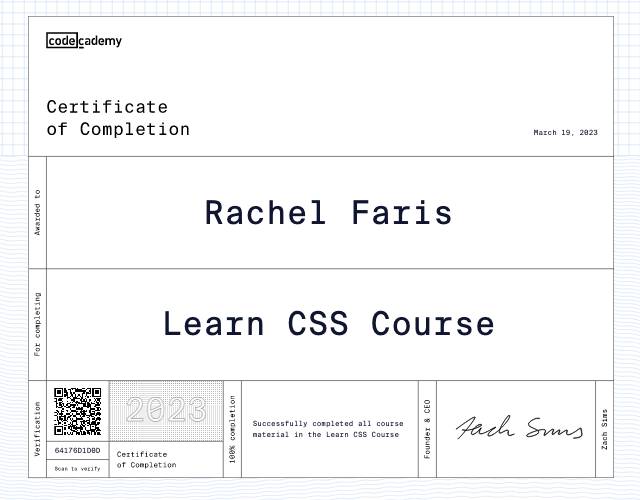 codecademy
Certificate
of Completion
March 19, 2023
Awarded to
Rachel Faris
For completing
Learn CSS Course
Verification
64176D1D0D
Scan to verify
2023
Certificate
of Completion
100% completion
Successfully completed all course
material in the Learn CSS Course
Founder & CEO
Zach Sims
Zach Sims